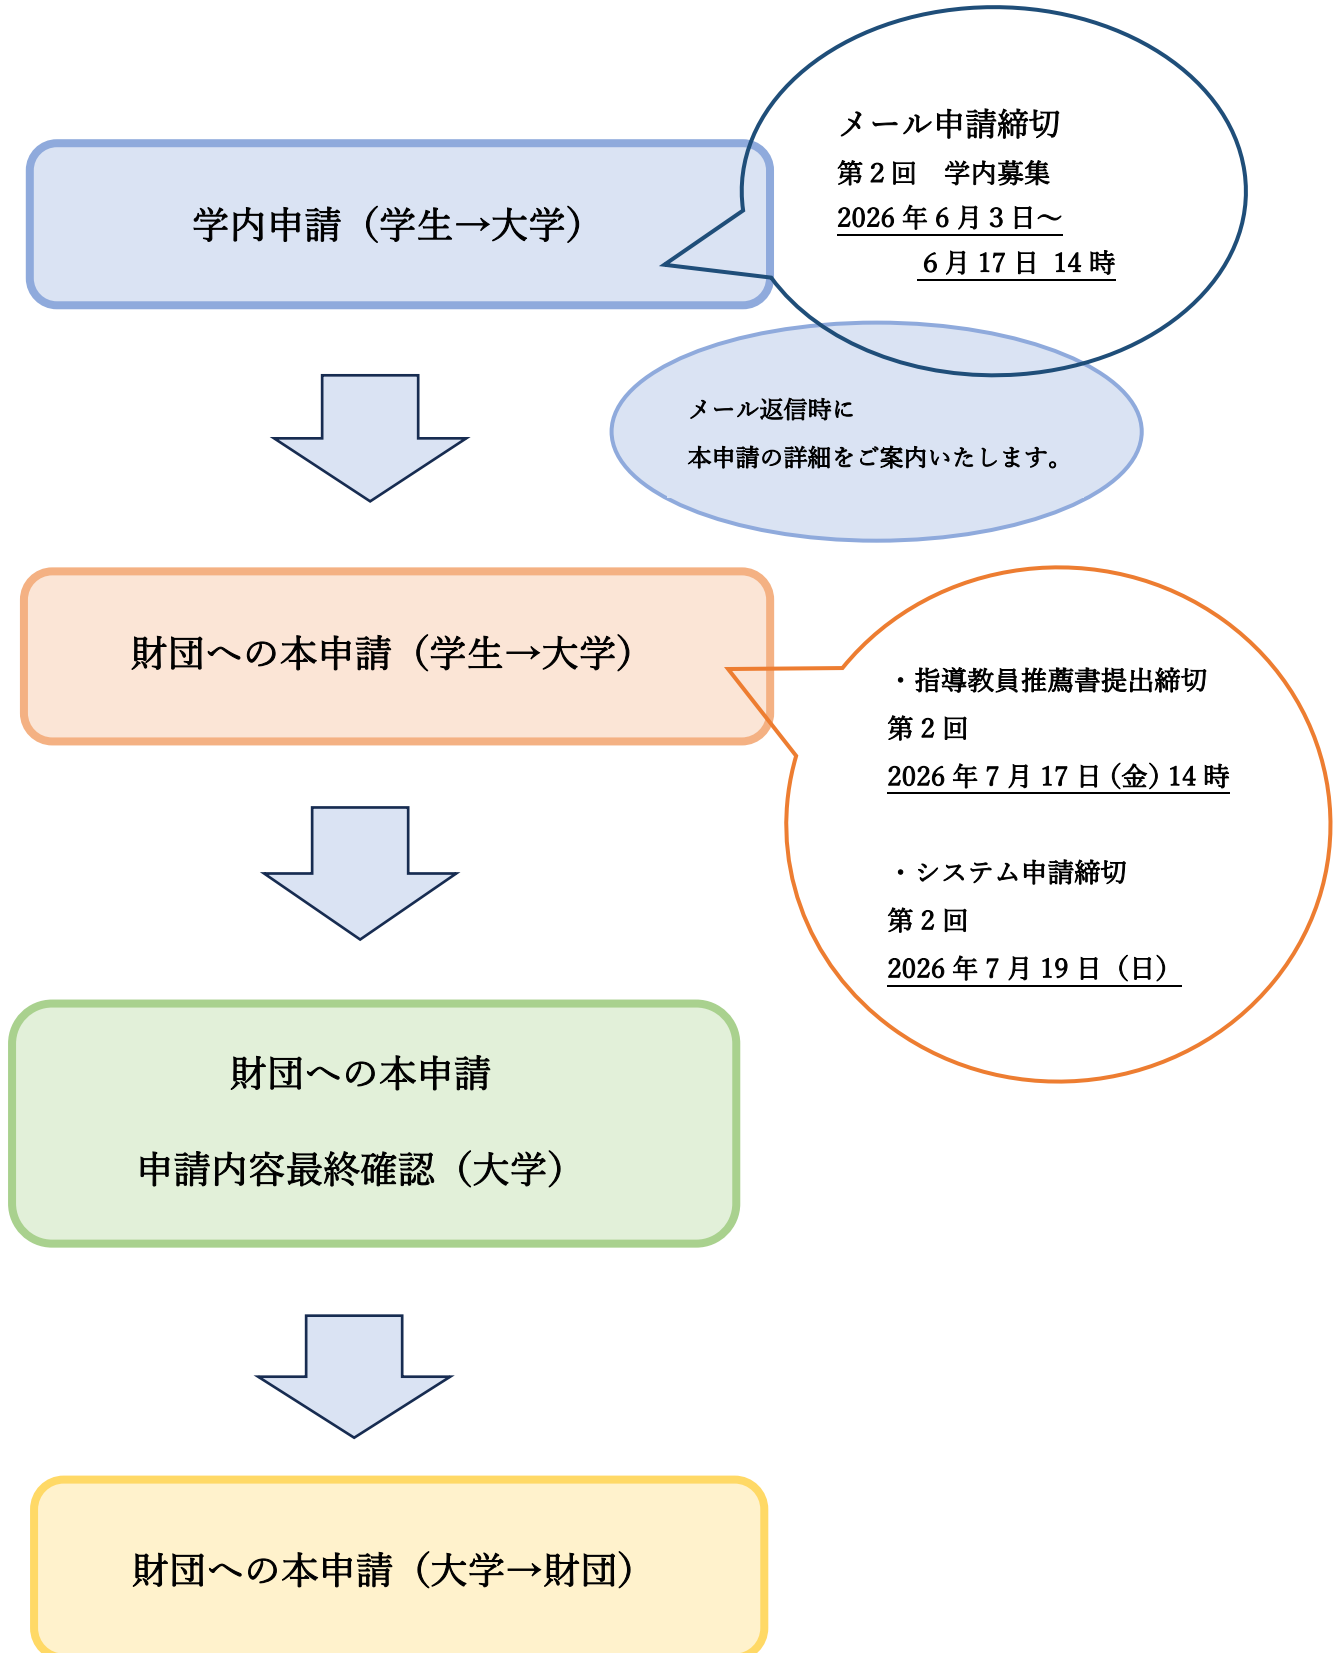 メール申請締切
第2回　学内募集
2026年6月3日～
6月17日 14時
学内申請（学生→大学）
メール返信時に
本申請の詳細をご案内いたします。
財団への本申請（学生→大学）
・指導教員推薦書提出締切
第2回
2026年7月17日（金）14時
・システム申請締切
第2回
2026年7月19日（日）
財団への本申請
申請内容最終確認（大学）
財団への本申請（大学→財団）